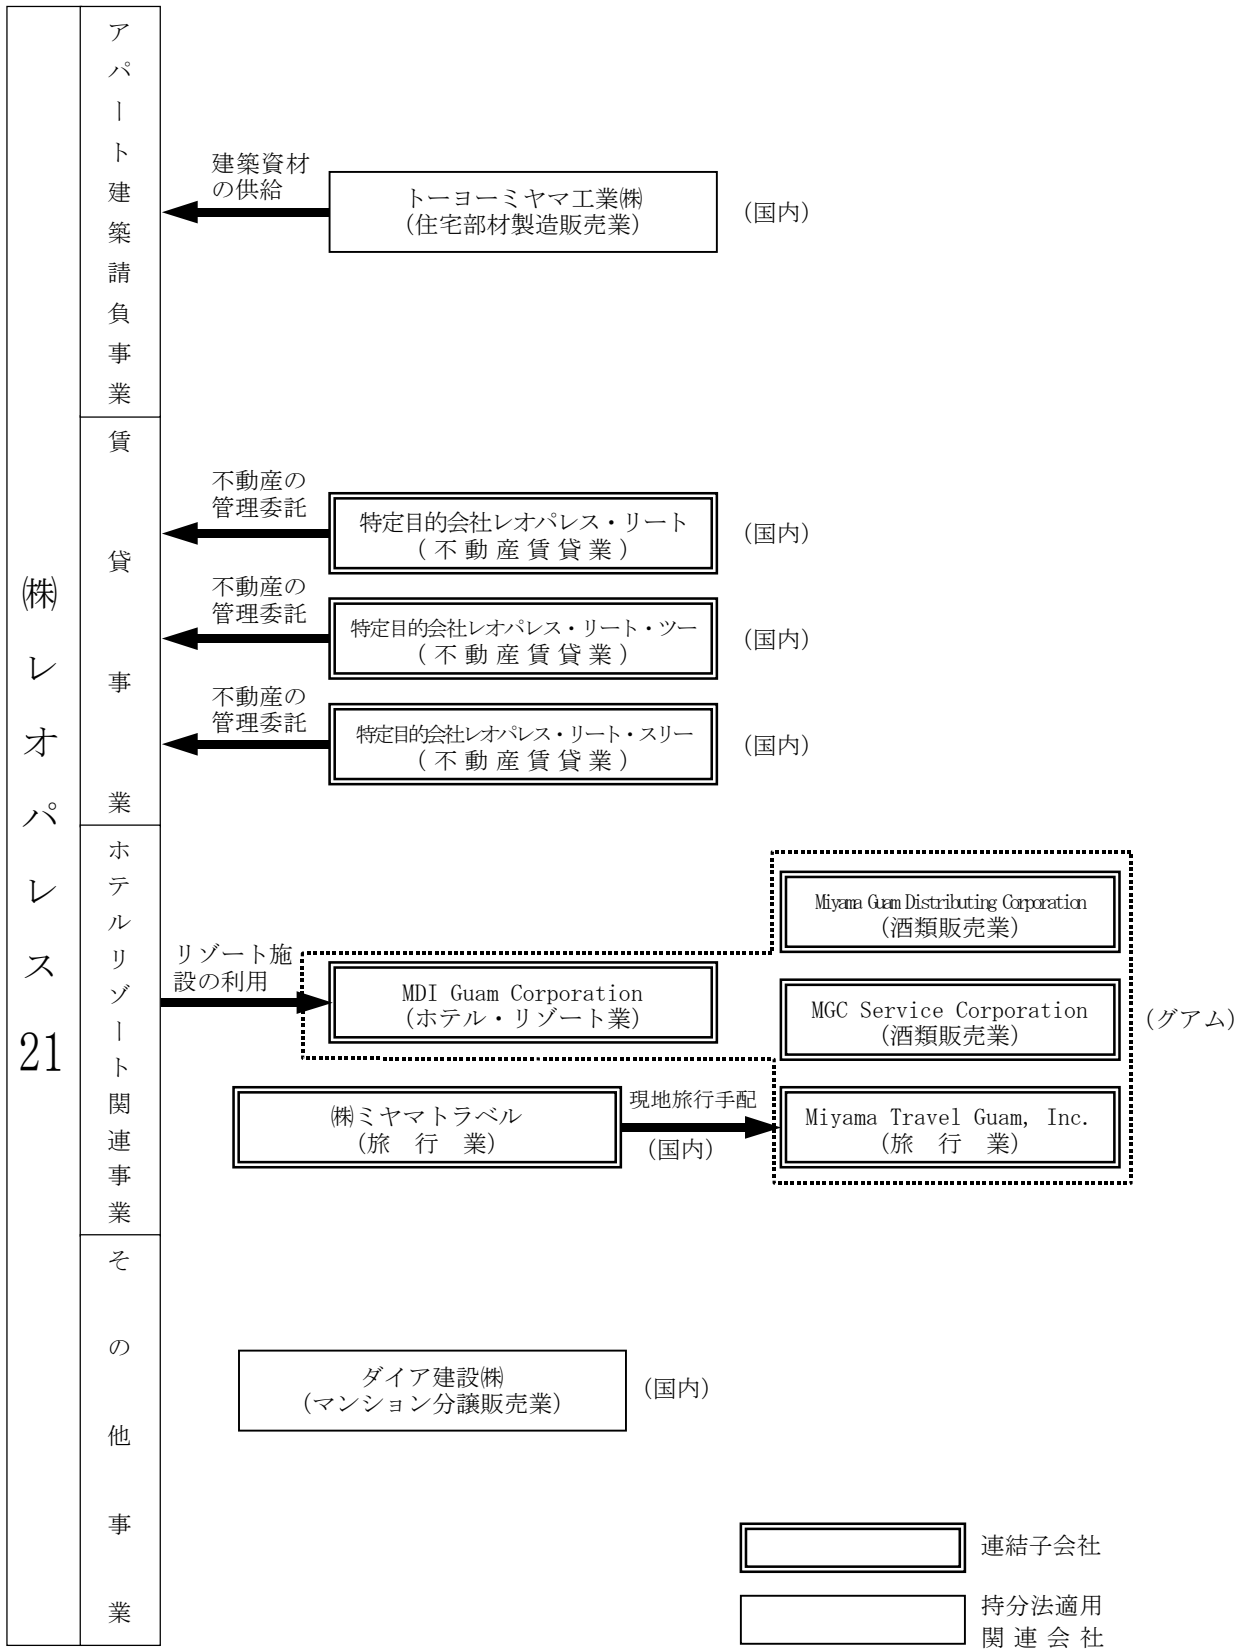 ㈱レオパレス21
アパート建築請負事業
建築資材
の供給
トーヨーミヤマ工業㈱
(住宅部材製造販売業)
(国内)
賃貸事業
不動産の
管理委託
特定目的会社レオパレス・リート
(不動産賃貸業)
(国内)
不動産の
管理委託
特定目的会社レオパレス・リート・ツー
(不動産賃貸業)
(国内)
不動産の
管理委託
特定目的会社レオパレス・リート・スリー
(不動産賃貸業)
(国内)
ホテルリゾート関連事業
リゾート施
設の利用
MDI Guam Corporation
(ホテル・リゾート業)
Miyama Guam Distributing Corporation
(酒類販売業)
MGC Service Corporation
(酒類販売業)
(グアム)
㈱ミヤマトラベル
(旅 行 業)
現地旅行手配
(国内)
Miyama Travel Guam, Inc.
(旅 行 業)
その他事業
ダイア建設㈱
(マンション分譲販売業)
(国内)
連結子会社
持分法適用
関連会社